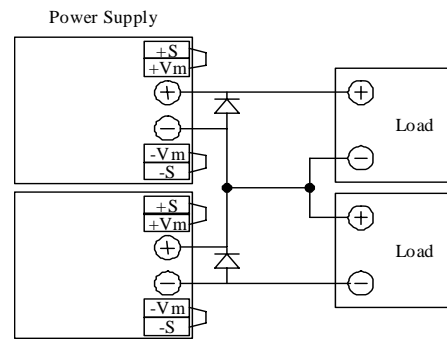 Power Supply
+S
+Vm
+
-
-Vm
-S
+
Load
-
+S
+Vm
+
-
-Vm
-S
+
Load
-